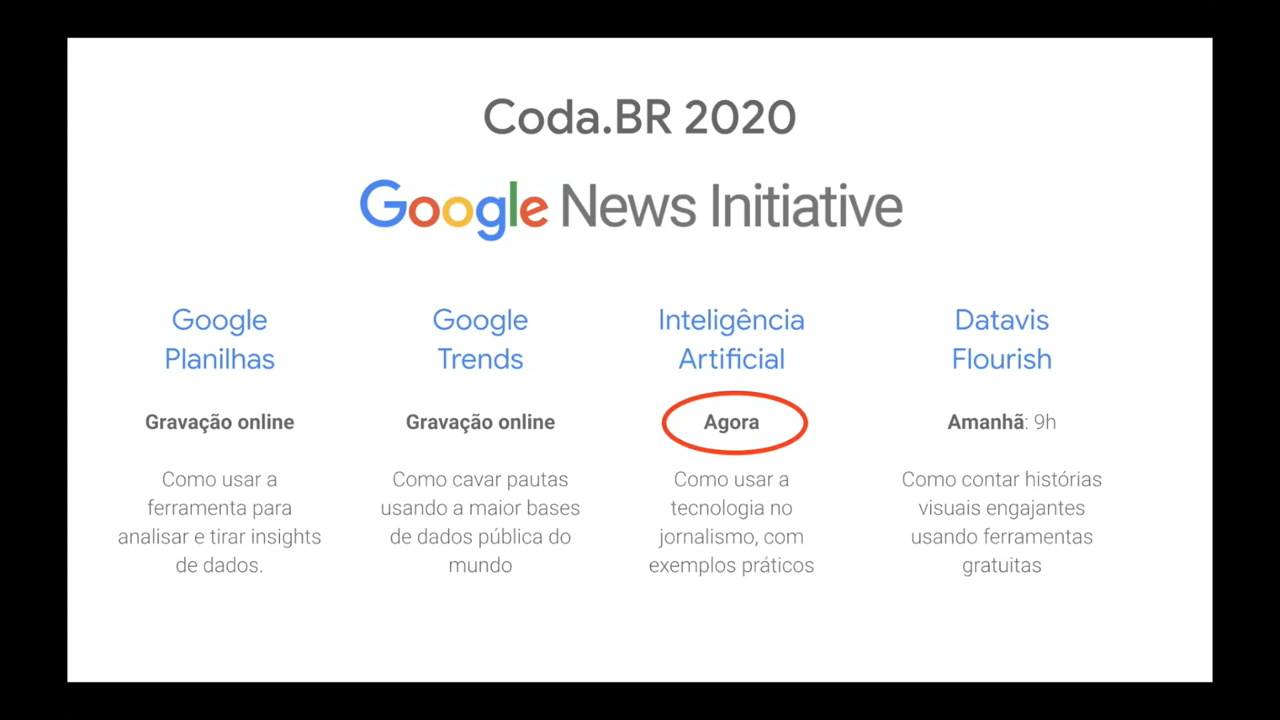 Coda.BR 2020
Google News Initiative
Google
Planilhas
Gravação online
Como usar a
ferramenta para
analisar e tirar insights
de dados.
Google
Trends
Gravação online
Como cavar pautas
usando a maior bases
de dados pública do
mundo
Inteligência
Artificial
Agora
Como usar a
tecnologia no
jornalismo, com
exemplos práticos
Datavis
Flourish
Amanhã: 9h
Como contar histórias
visuais engajantes
usando ferramentas
gratuitas